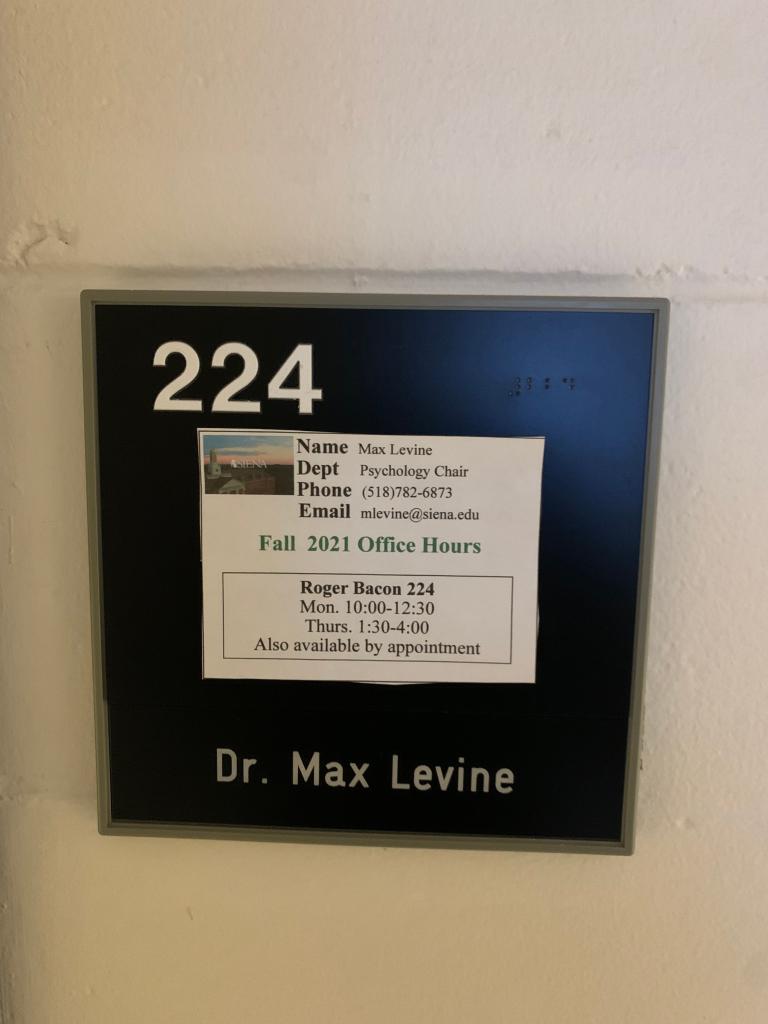 224
SIENA
Name Max Levine
Dept Psychology Chair
Phone (518)782-6873
Email mlevine@siena.edu
Fall 2021 Office Hours
Roger Bacon 224
Mon. 10:00-12:30
Thurs. 1:30-4:00
Also available by appointment
Dr. Max Levine